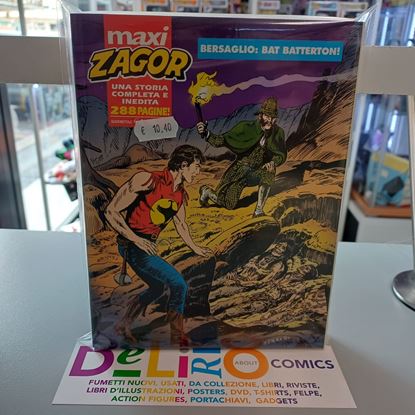 maxi
ZAGOR
UNA STORIA
COMPLETA E
INEDITA
288 PAGINE!
BERSAGLIO: BAT BATTERTON!
€ 10,40
DeLiRiO
ABOUT
COMICS
FUMETTI NUOVI, USATI, DA COLLEZIONE, LIBRI, RIVISTE,
LIBRI D'ILLUSTRAZIONI, POSTERS, DVD, T-SHIRTS, FELPE,
ACTION FIGURES, PORTACHIAVI, GADGETS